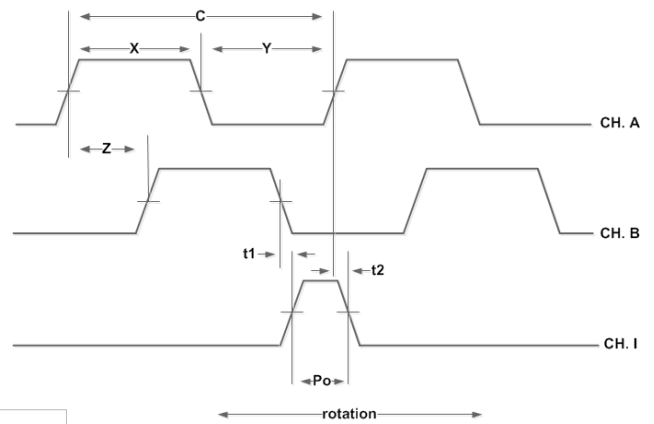 C
X
Y
CH. A
Z
CH. B
t1
t2
CH. I
Po
rotation